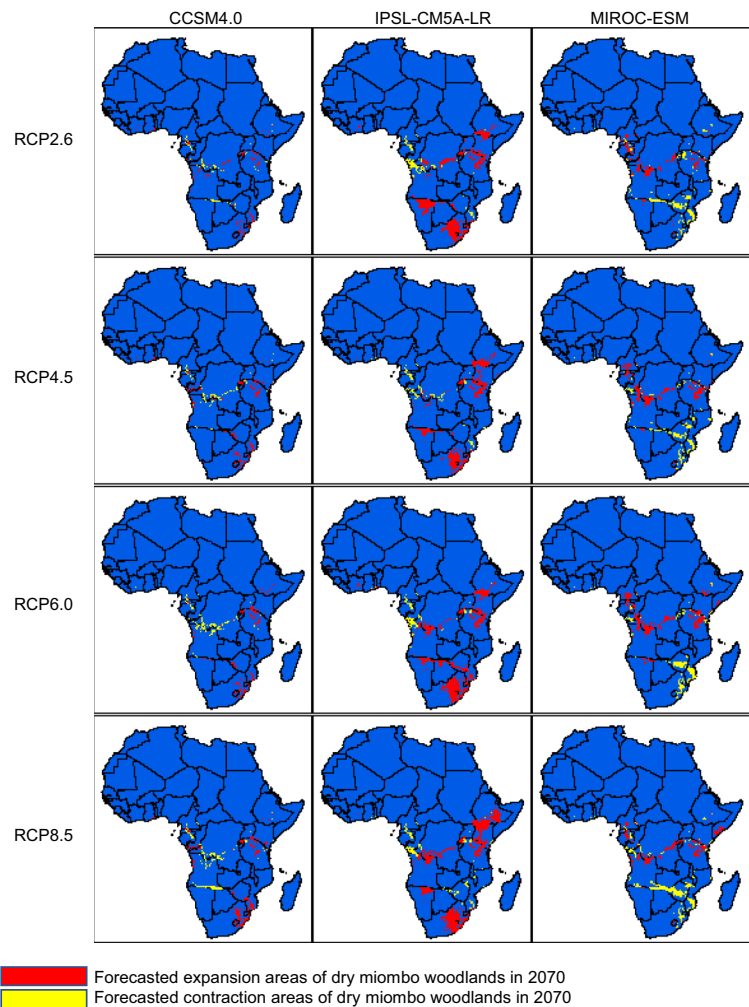 CCSM4.0 IPSL-CM5A-LR MIROC-ESM
RCP2.6
RCP4.5
RCP6.0
RCP8.5
Forecasted expansion areas of dry miombo woodlands in 2070
Forecasted contraction areas of dry miombo woodlands in 2070